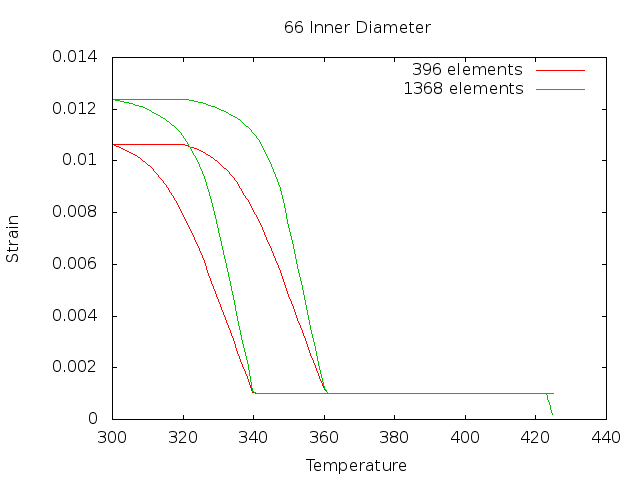 66 Inner Diameter
396 elements
1368 elements
0.014
0.012
0.01
0.008
0.006
0.004
0.002
0
Strain
300 320 340 360 380 400 420 440
Temperature